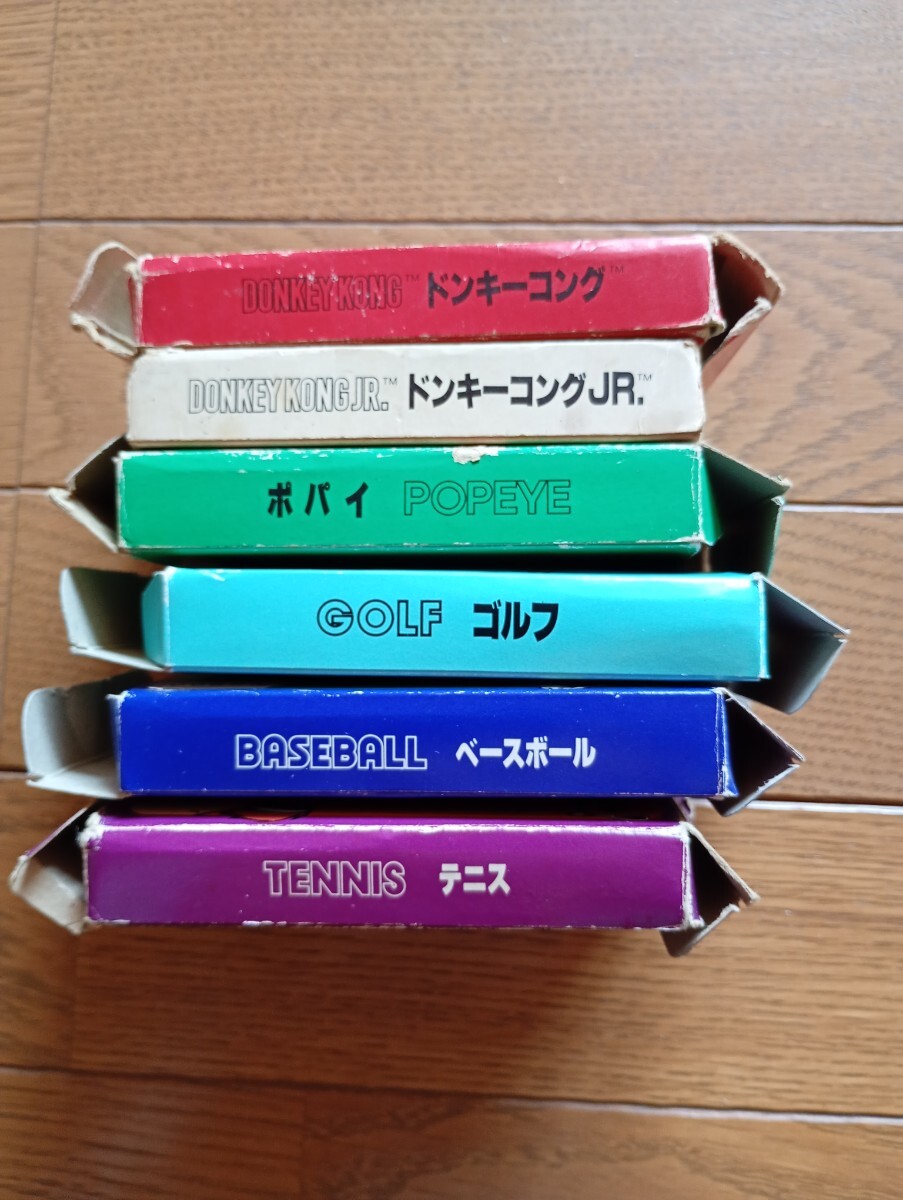 DONKEY KONG™ ドンキーコング™
DONKEY KONG JR.™ ドンキーコングJR.™
ポパイ POPEYE
GOLF ゴルフ
BASEBALL ベースボール
TENNIS テニス